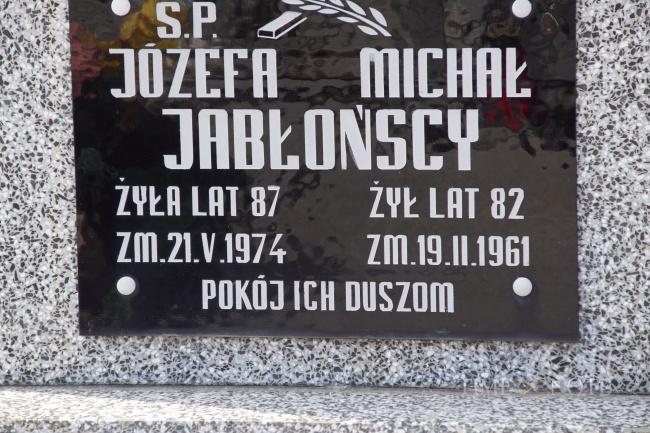 Ś.P.
JÓZEFA MICHAŁ
JABŁOŃSCY
ŻYŁA LAT 87 ŻYŁ LAT 82
ZM.21.V.1974 ZM.19.II.1961
POKÓJ ICH DUSZOM